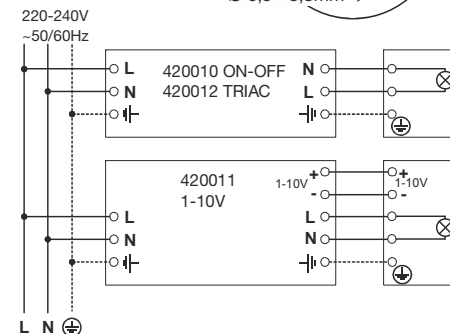 220-240V
~50/60Hz
L 420010 ON-OFF N
N 420012 TRIAC L
420011
1-10V
1-10V + +
1-10V - -
L L
N N
L N